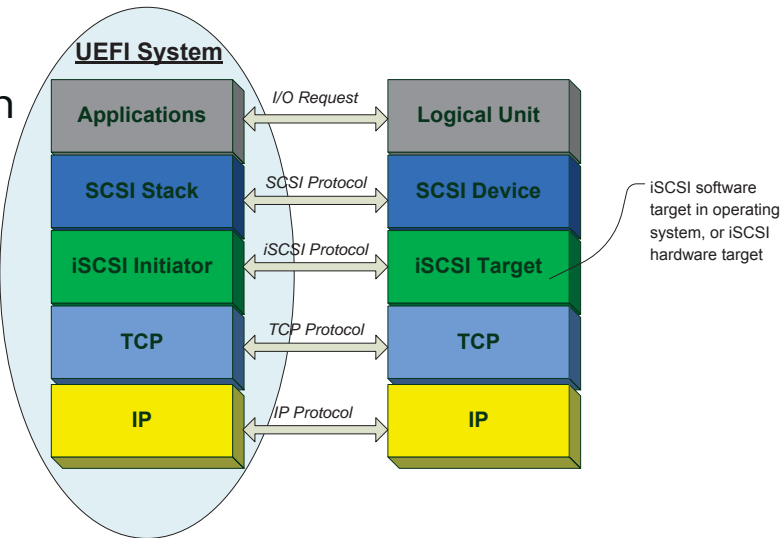 UEFI System
n
Applications
I/O Request
Logical Unit
SCSI Stack
SCSI Protocol
SCSI Device
iSCSI Initiator
iSCSI Protocol
iSCSI Target
iSCSI software
target in operating
system, or iSCSI
hardware target
TCP
TCP Protocol
TCP
IP
IP Protocol
IP